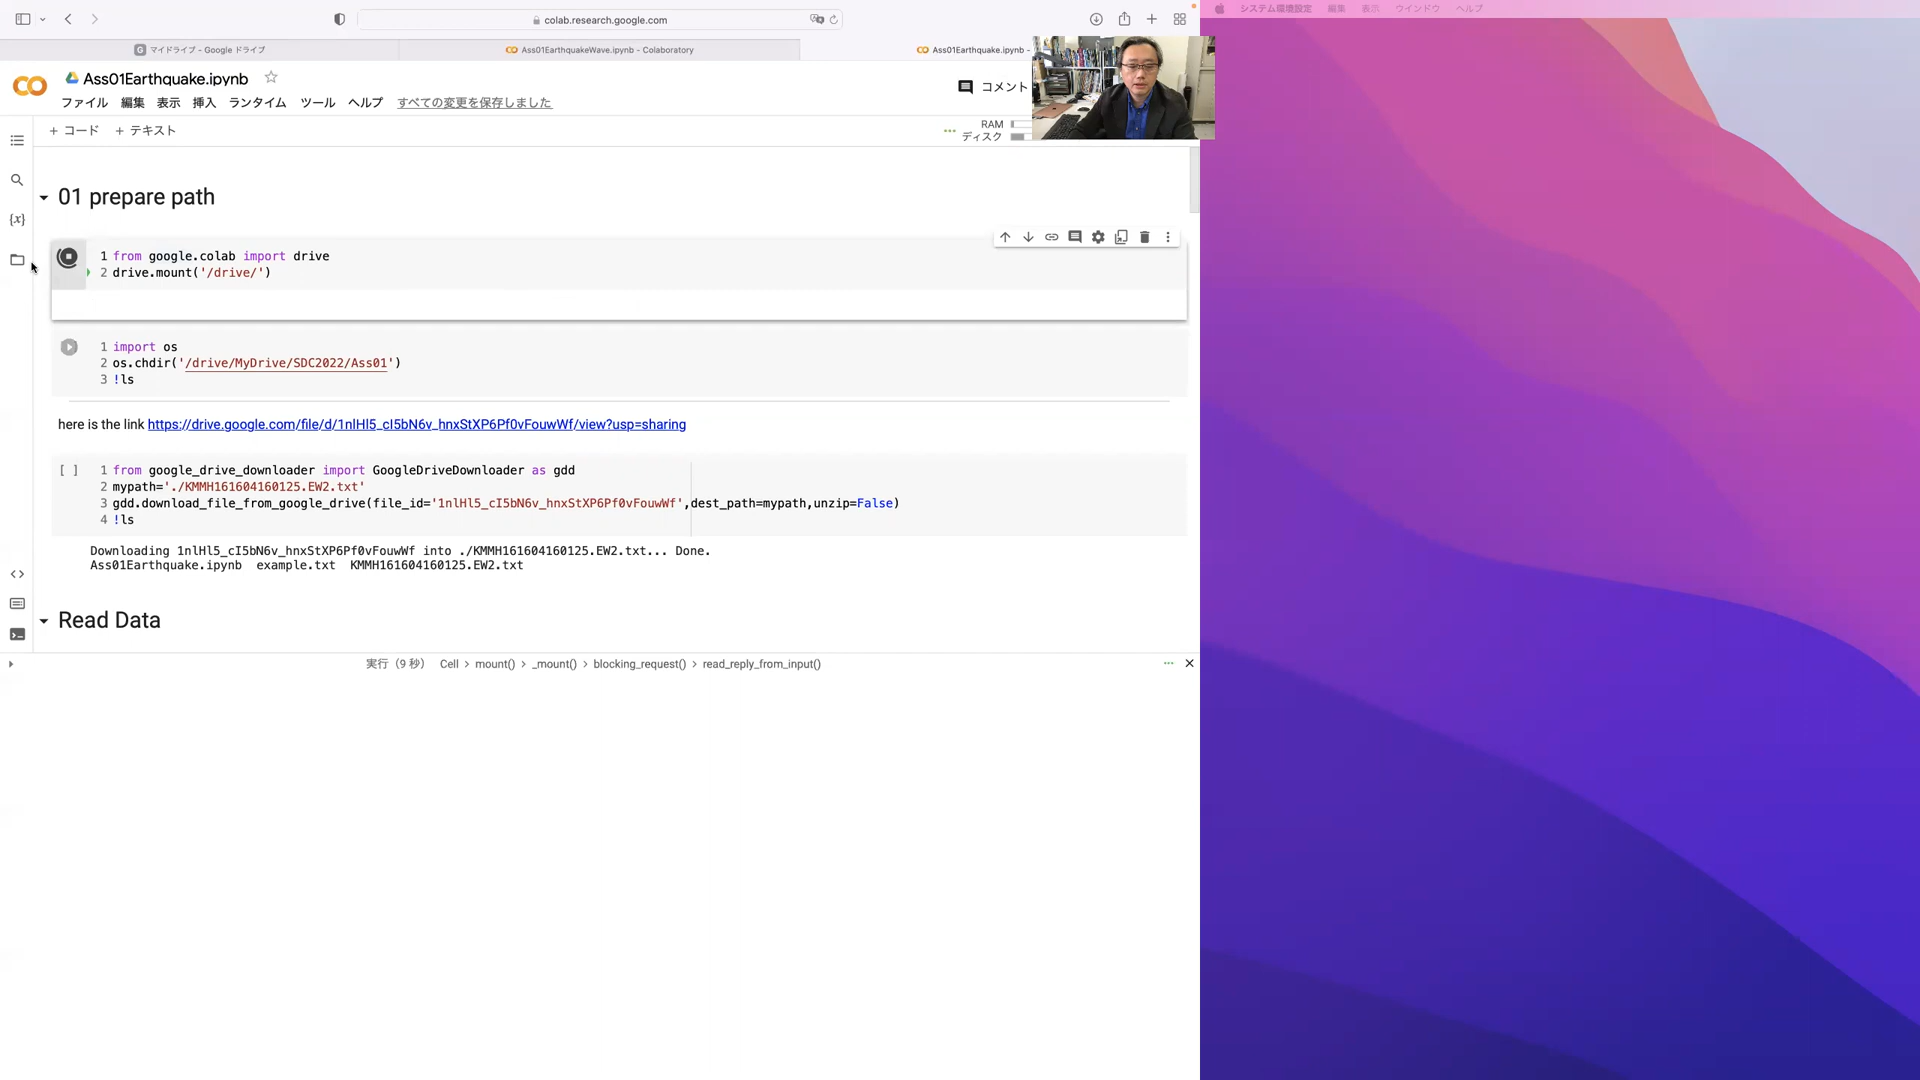 colab.research.google.com
システム環境設定 編集 表示 ウインドウ ヘルプ
G マイドライブ - Google ドライブ
Ass01EarthquakeWave.ipynb - Colaboratory
Ass01Earthquake.ipynb -
Ass01Earthquake.ipynb
コメント
ファイル 編集 表示 挿入 ランタイム ツール ヘルプ すべての変更を保存しました
+ コード + テキスト
RAM
ディスク
01 prepare path
1 from google.colab import drive
2 drive.mount('/drive/')
1 import os
2 os.chdir('/drive/MyDrive/SDC2022/Ass01')
3 !ls
here is the link https://drive.google.com/file/d/1nlHl5_cI5bN6v_hnxStXP6Pf0vFouwWf/view?usp=sharing
[ ] 1 from google_drive_downloader import GoogleDriveDownloader as gdd
2 mypath='./KMMH161604160125.EW2.txt'
3 gdd.download_file_from_google_drive(file_id='1nlHl5_cI5bN6v_hnxStXP6Pf0vFouwWf',dest_path=mypath,unzip=False)
4 !ls
Downloading 1nlHl5_cI5bN6v_hnxStXP6Pf0vFouwWf into ./KMMH161604160125.EW2.txt... Done.
Ass01Earthquake.ipynb example.txt KMMH161604160125.EW2.txt
Read Data
実行（9 秒） Cell > mount() > _mount() > blocking_request() > read_reply_from_input()